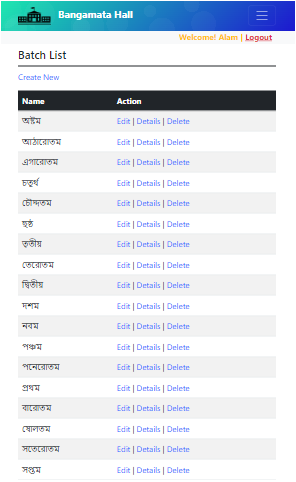 Bangamata Hall
Welcome! Alam | Logout
Batch List
Create New
Name Action
অষ্টম Edit | Details | Delete
আঠারোতম Edit | Details | Delete
এগারোতম Edit | Details | Delete
চতুর্থ Edit | Details | Delete
চৌদ্দতম Edit | Details | Delete
ছষ্ঠ Edit | Details | Delete
তৃতীয় Edit | Details | Delete
তেরোতম Edit | Details | Delete
দ্বিতীয় Edit | Details | Delete
দশম Edit | Details | Delete
নবম Edit | Details | Delete
পঞ্চম Edit | Details | Delete
পনেরোতম Edit | Details | Delete
প্রথম Edit | Details | Delete
বারোতম Edit | Details | Delete
ষোলতম Edit | Details | Delete
সতেরোতম Edit | Details | Delete
সপ্তম Edit | Details | Delete